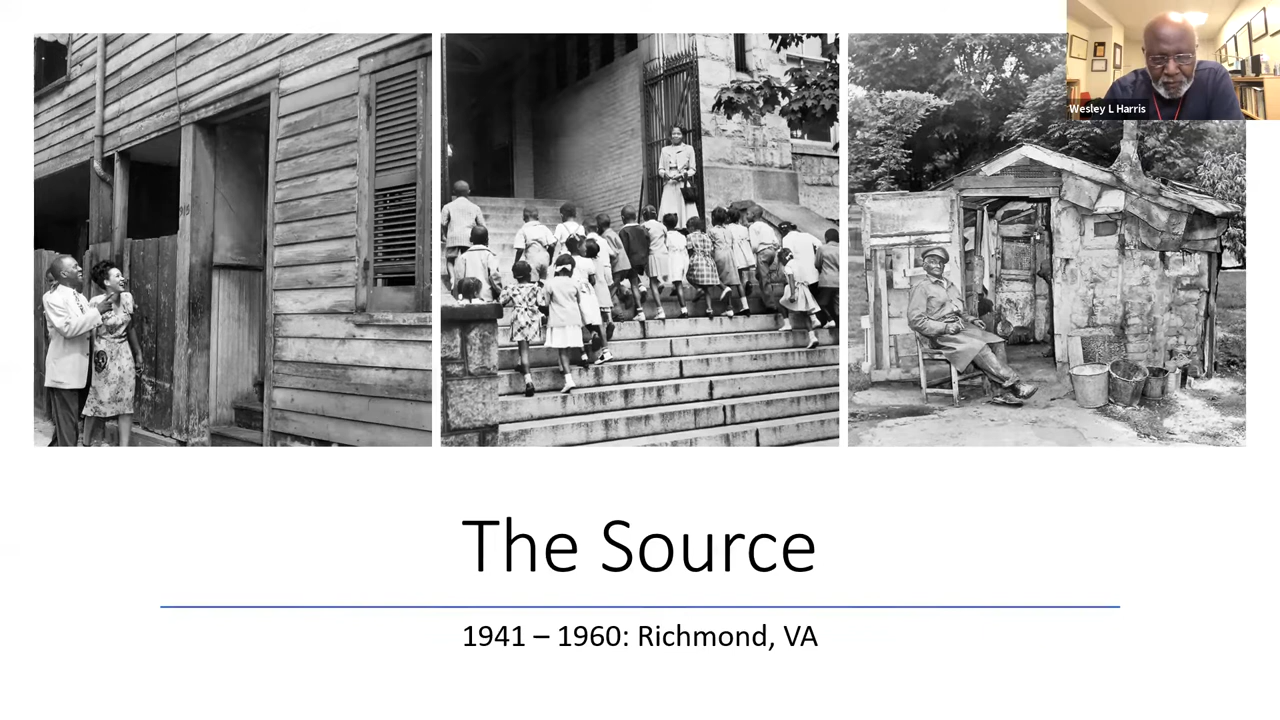 Wesley L Harris
The Source
1941 – 1960: Richmond, VA